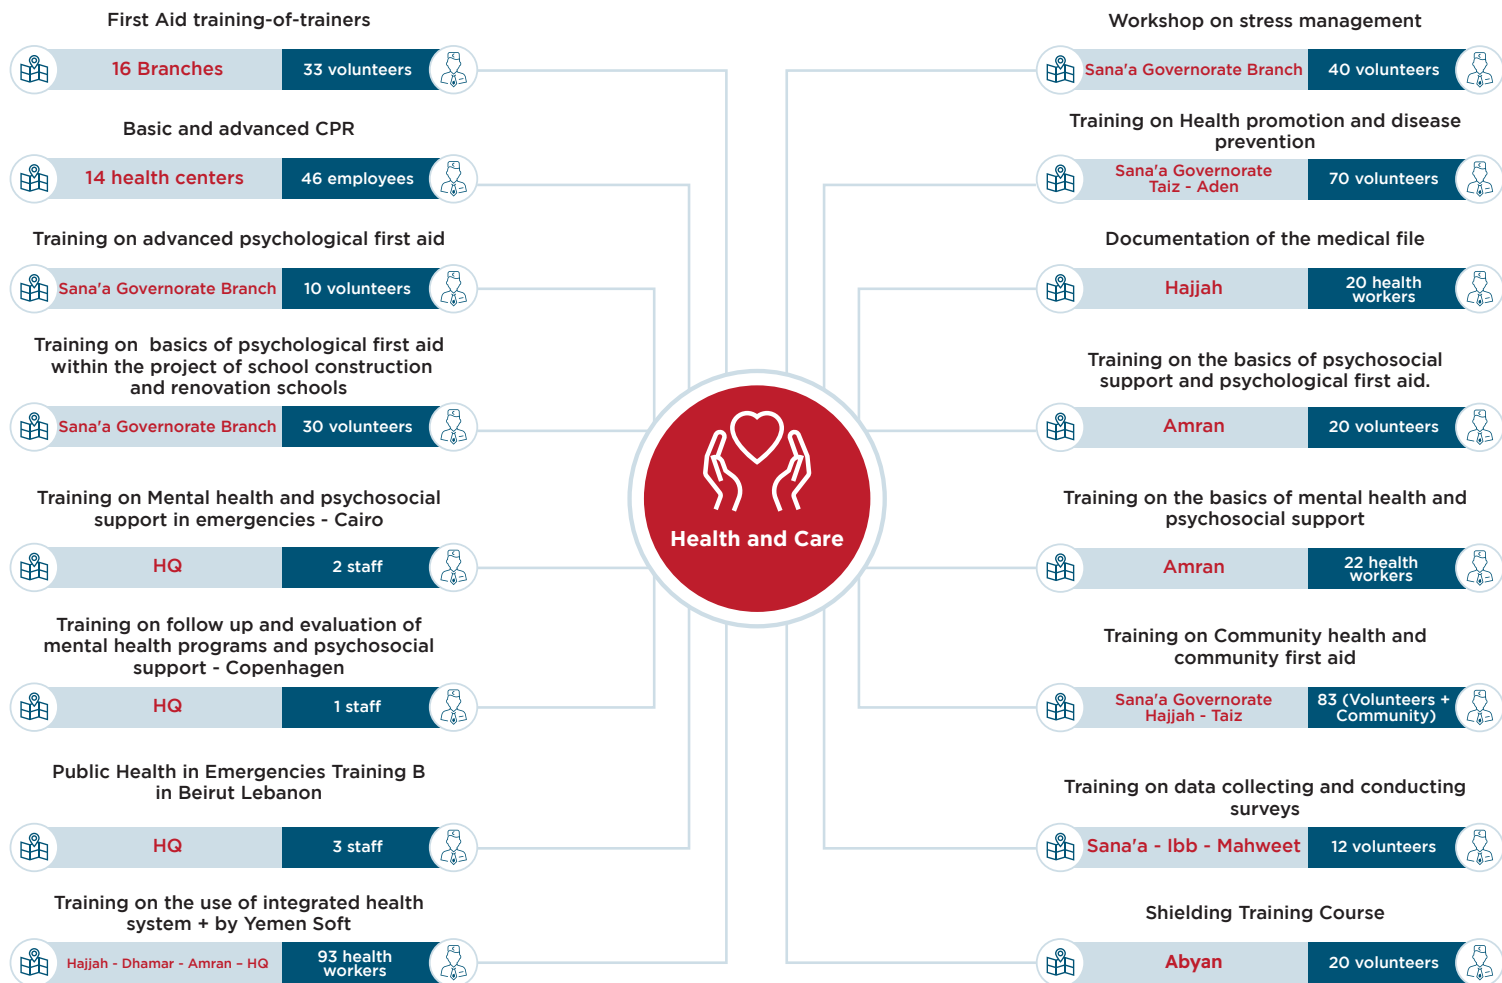 First Aid training-of-trainers
16 Branches
33 volunteers
Basic and advanced CPR
14 health centers
46 employees
Training on advanced psychological first aid
Sana'a Governorate Branch
10 volunteers
Training on basics of psychological first aid
within the project of school construction
and renovation schools
Sana'a Governorate Branch
30 volunteers
Training on Mental health and psychosocial
support in emergencies - Cairo
HQ
2 staff
Training on follow up and evaluation of
mental health programs and psychosocial
support - Copenhagen
HQ
1 staff
Public Health in Emergencies Training B
in Beirut Lebanon
HQ
3 staff
Training on the use of integrated health
system + by Yemen Soft
Hajjah - Dhamar - Amran – HQ
93 health
workers
Health and Care
Workshop on stress management
Sana'a Governorate Branch
40 volunteers
Training on Health promotion and disease
prevention
Sana'a Governorate
Taiz - Aden
70 volunteers
Documentation of the medical file
Hajjah
20 health
workers
Training on the basics of psychosocial
support and psychological first aid.
Amran
20 volunteers
Training on the basics of mental health and
psychosocial support
Amran
22 health
workers
Training on Community health and
community first aid
Sana'a Governorate
Hajjah - Taiz
83 (Volunteers +
Community)
Training on data collecting and conducting
surveys
Sana'a - Ibb - Mahweet
12 volunteers
Shielding Training Course
Abyan
20 volunteers